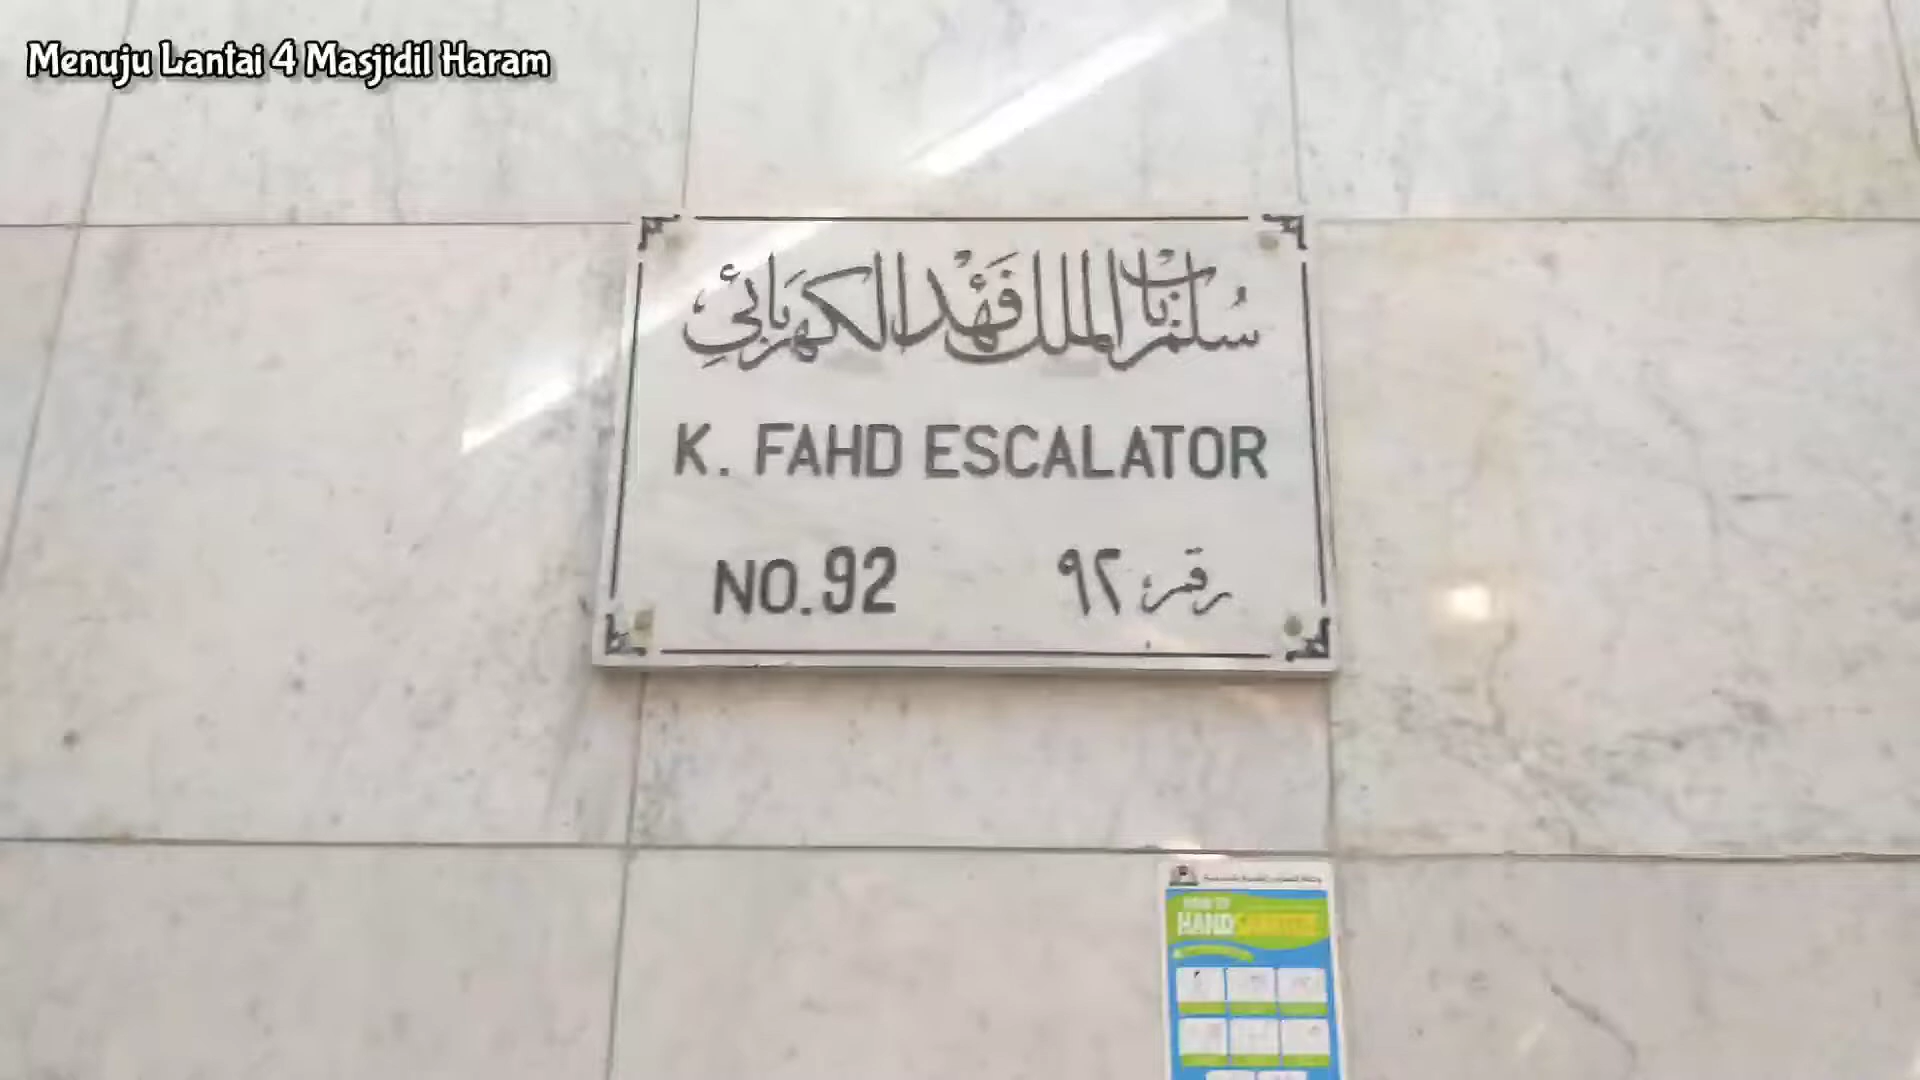 Menuju Lantai 4 Masjidil Haram
سلم باب الملك فهد الكهربائي
K. FAHD ESCALATOR
NO.92 رقم: ٩٢
HAND